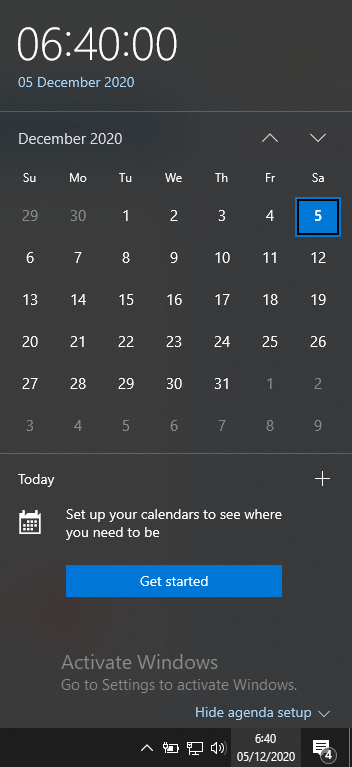 06:40:00
05 December 2020
December 2020
Su Mo Tu We Th Fr Sa
29 30 1 2 3 4 5
6 7 8 9 10 11 12
13 14 15 16 17 18 19
20 21 22 23 24 25 26
27 28 29 30 31 1 2
3 4 5 6 7 8 9
Today
Set up your calendars to see where
you need to be
Get started
Activate Windows
Go to Settings to activate Windows.
Hide agenda setup
6:40
05/12/2020
4